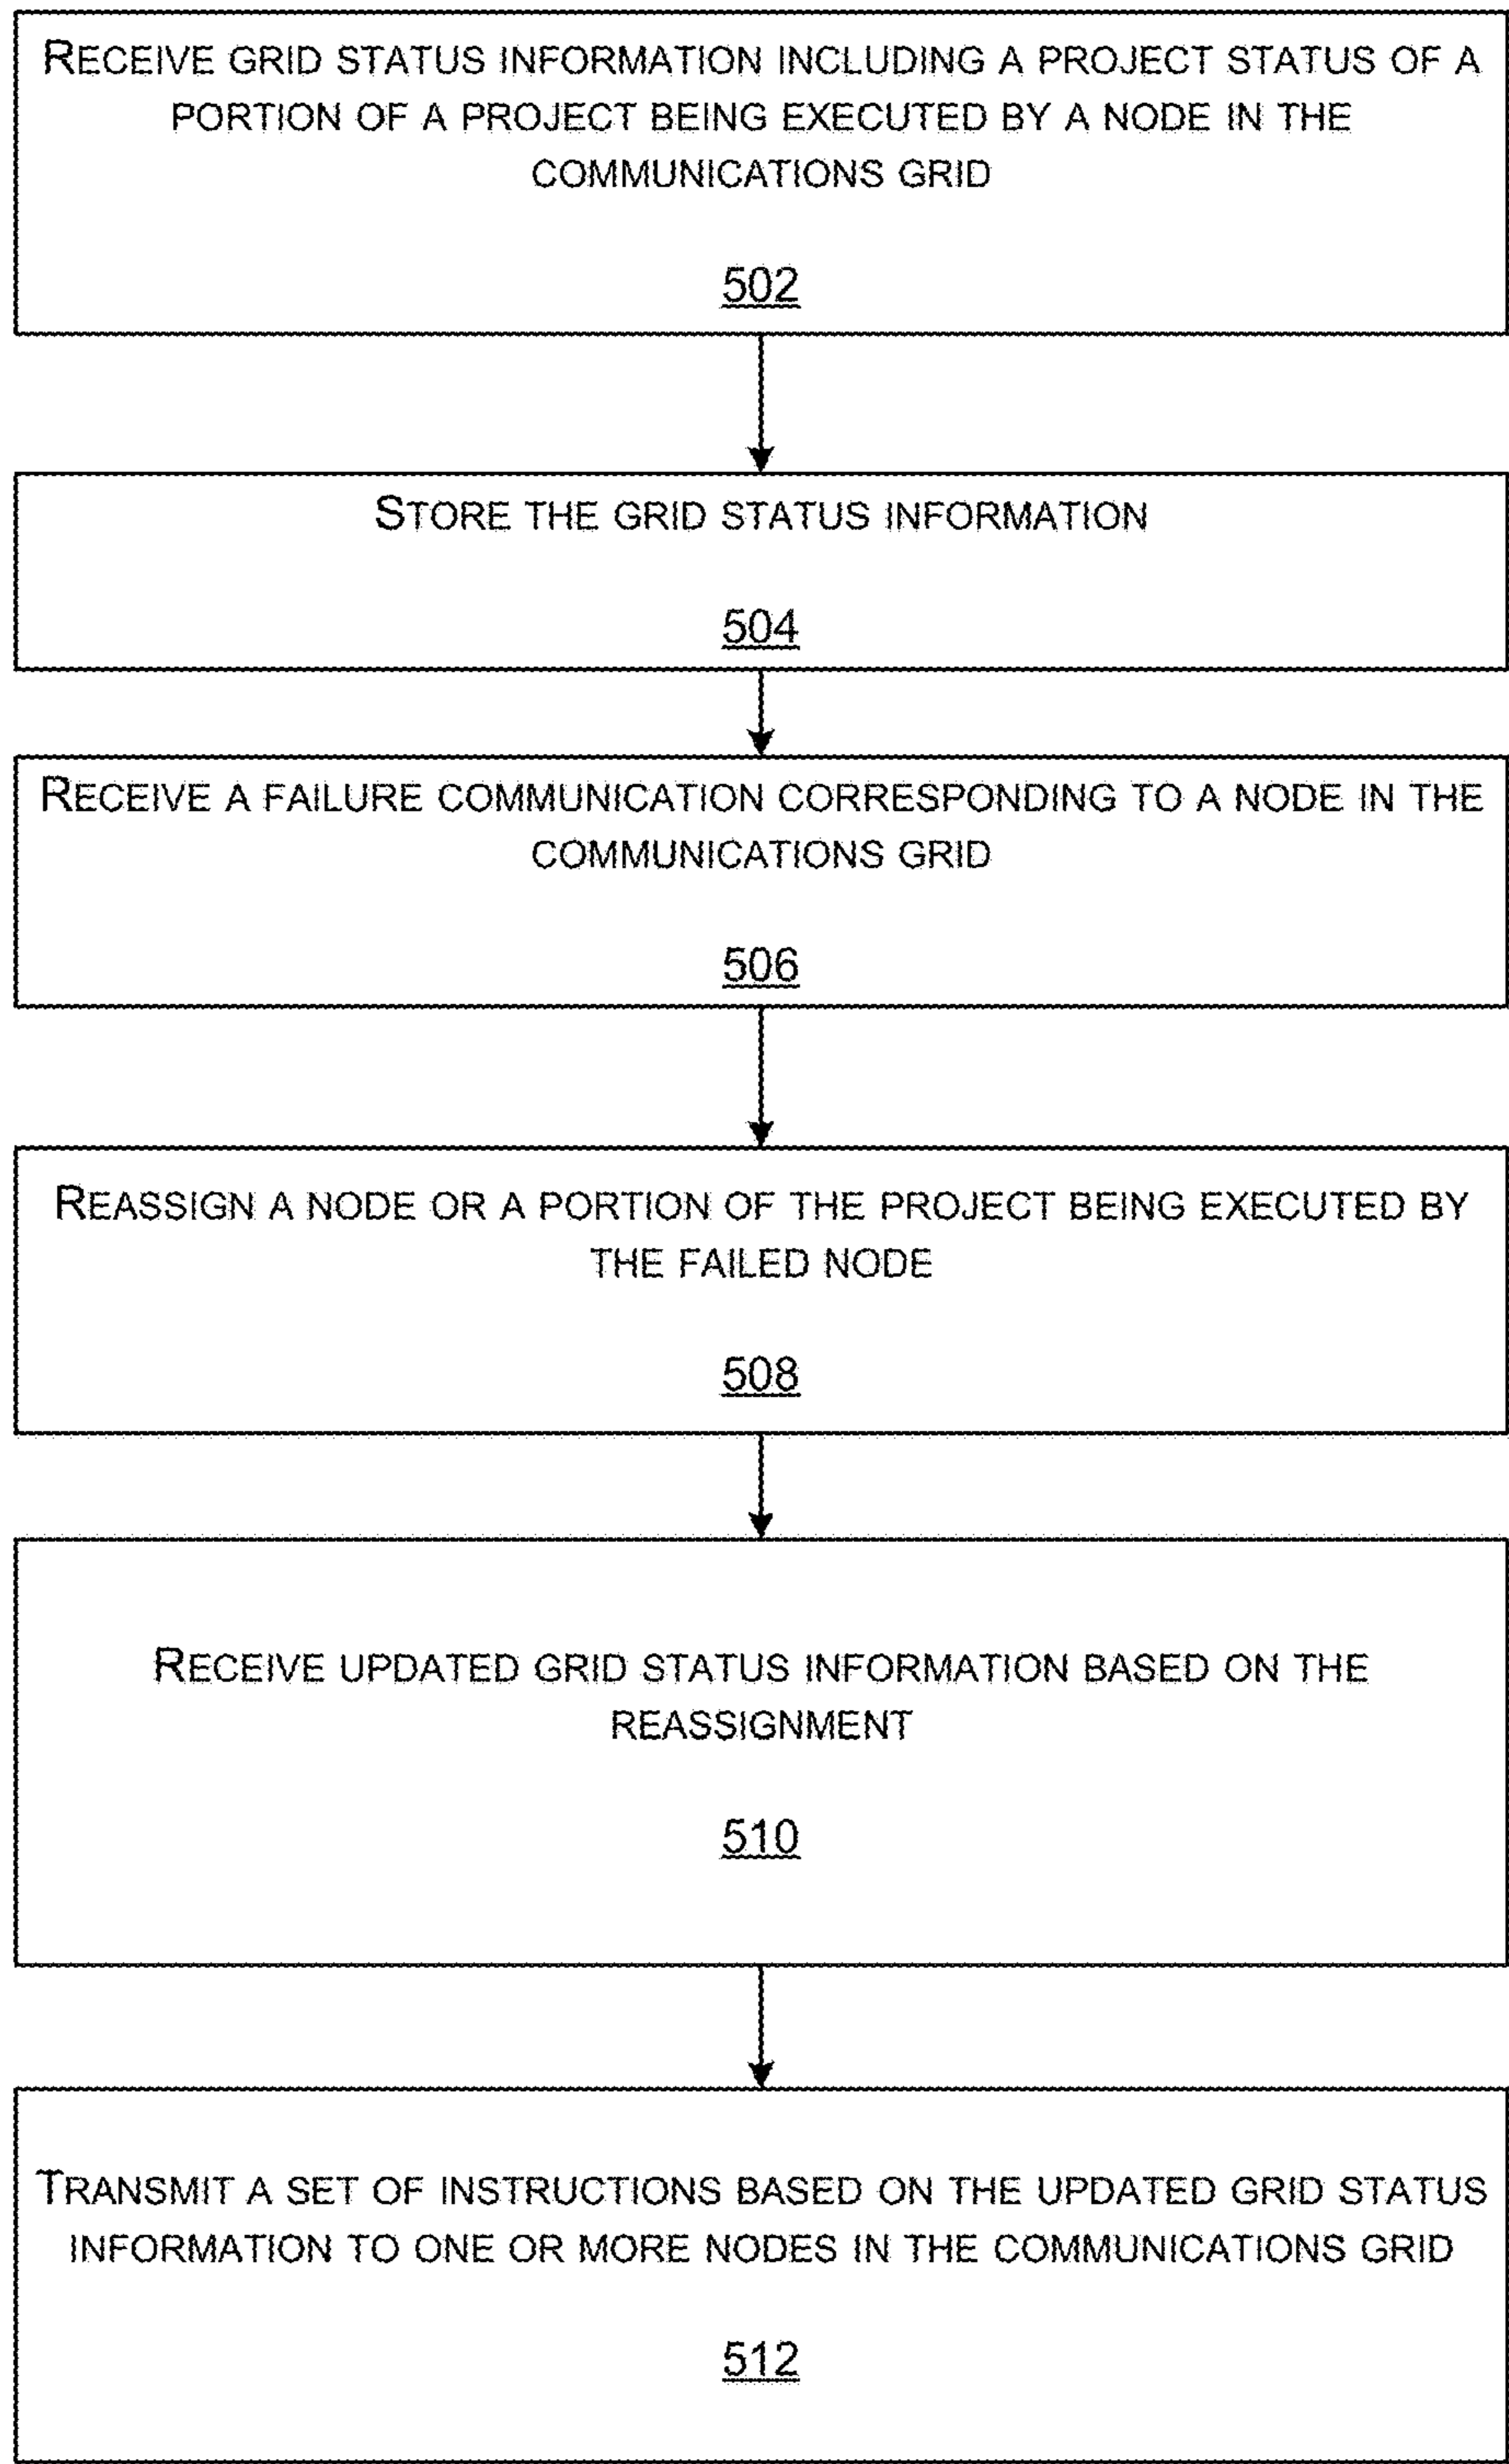 RECEIVE GRID STATUS INFORMATION INCLUDING A PROJECT STATUS OF A
PORTION OF A PROJECT BEING EXECUTED BY A NODE IN THE
COMMUNICATIONS GRID
502
STORE THE GRID STATUS INFORMATION
504
RECEIVE A FAILURE COMMUNICATION CORRESPONDING TO A NODE IN THE
COMMUNICATIONS GRID
506
REASSIGN A NODE OR A PORTION OF THE PROJECT BEING EXECUTED BY
THE FAILED NODE
508
RECEIVE UPDATED GRID STATUS INFORMATION BASED ON THE
REASSIGNMENT
510
TRANSMIT A SET OF INSTRUCTIONS BASED ON THE UPDATED GRID STATUS
INFORMATION TO ONE OR MORE NODES IN THE COMMUNICATIONS GRID
512